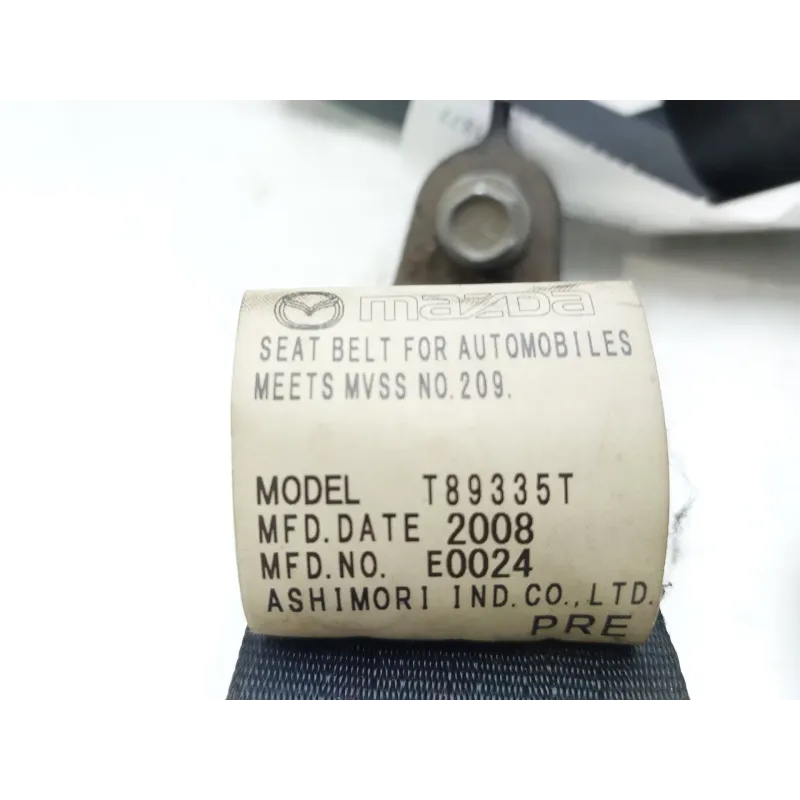 mazda
SEAT BELT FOR AUTOMOBILES
MEETS MVSS NO.209.
MODEL T89335T
MFD.DATE 2008
MFD.NO. E0024
ASHIMORI IND.CO.,LTD.
PRE